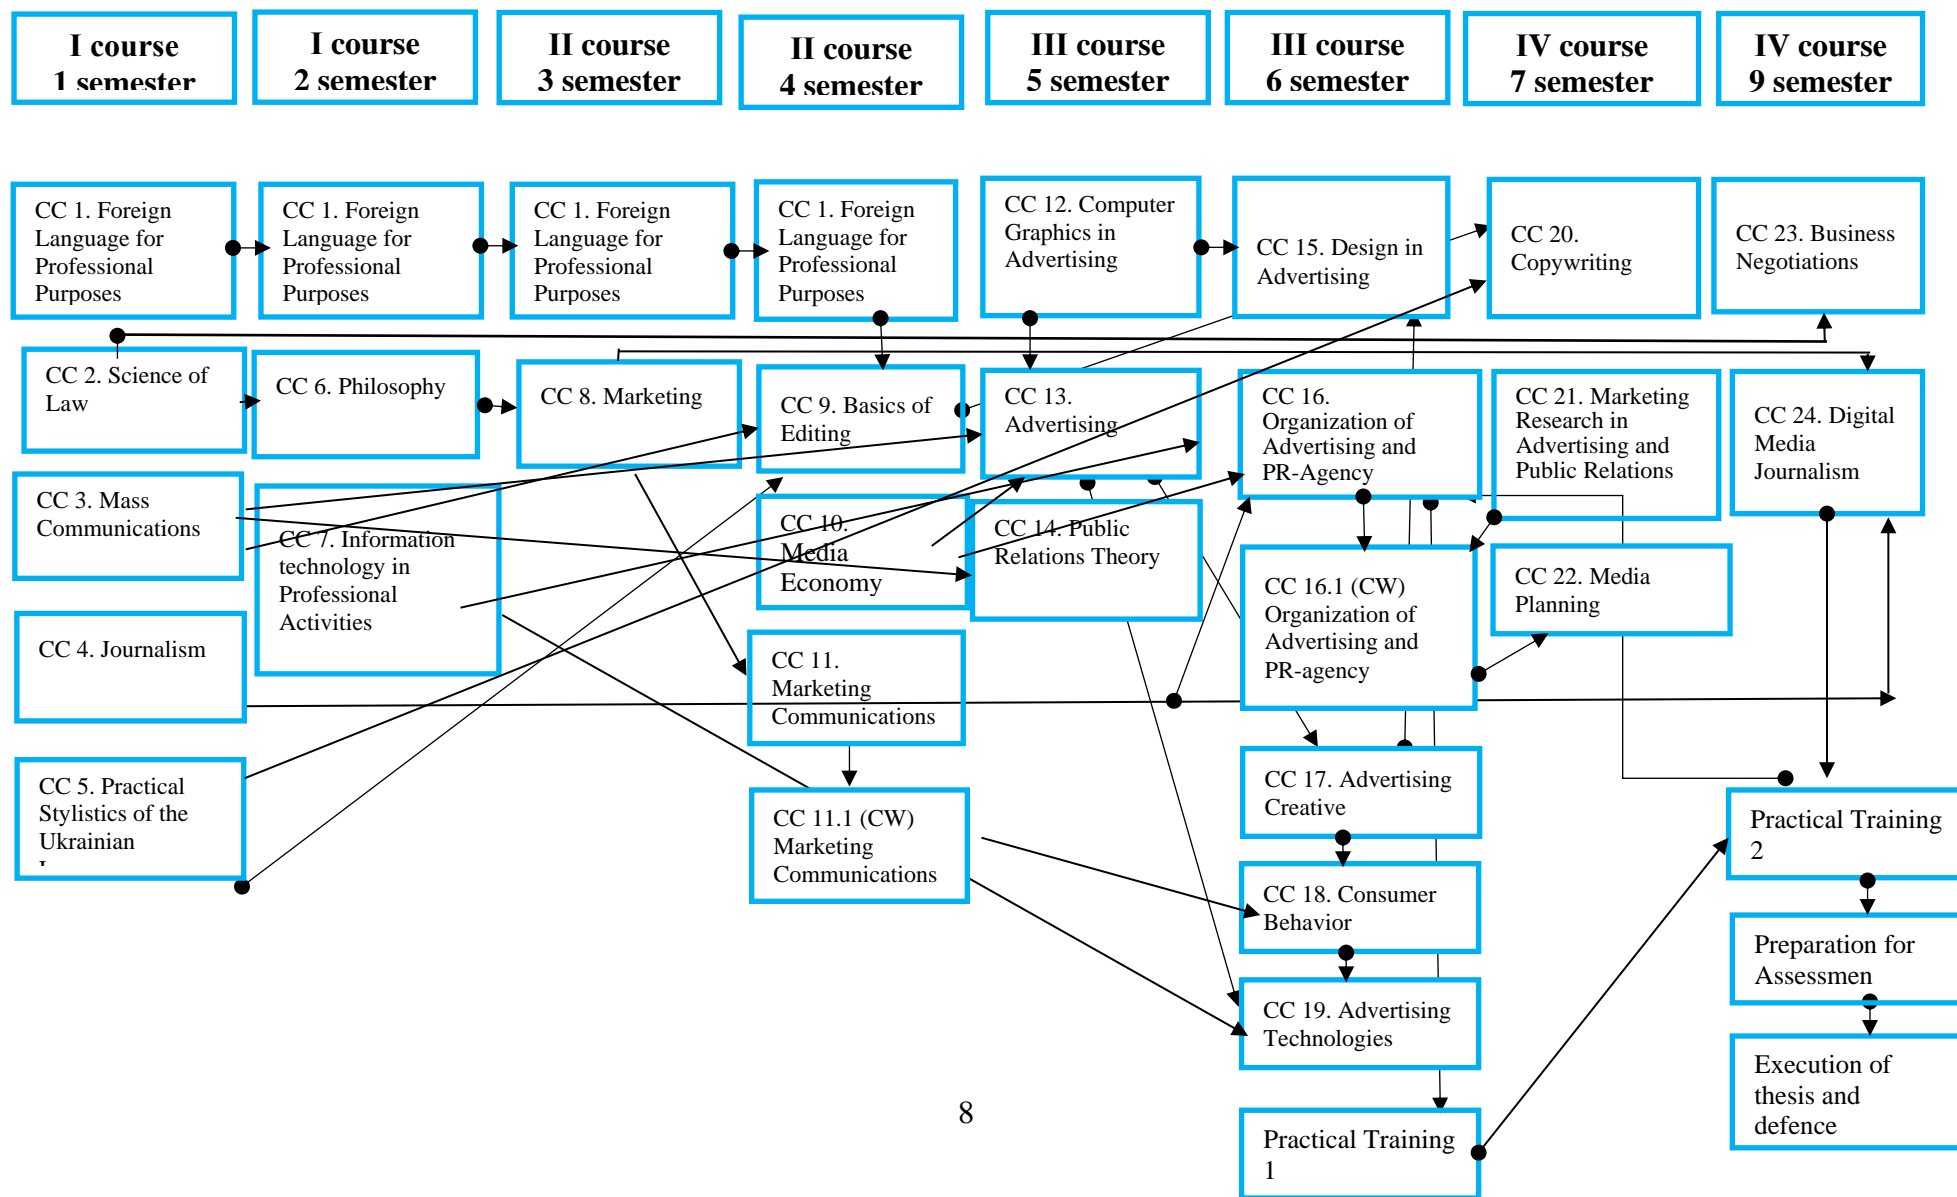 I course
1 semester
I course
2 semester
II course
3 semester
II course
4 semester
III course
5 semester
III course
6 semester
IV course
7 semester
IV course
9 semester
CC 1. Foreign
Language for
Professional
Purposes
CC 1. Foreign
Language for
Professional
Purposes
CC 1. Foreign
Language for
Professional
Purposes
CC 1. Foreign
Language for
Professional
Purposes
CC 12. Computer
Graphics in
Advertising
CC 15. Design in
Advertising
CC 20.
Copywriting
CC 23. Business
Negotiations
CC 2. Science of
Law
CC 6. Philosophy
CC 8. Marketing
CC 9. Basics of
Editing
CC 13.
Advertising
CC 16.
Organization of
Advertising and
PR-Agency
CC 21. Marketing
Research in
Advertising and
Public Relations
CC 24. Digital
Media
Journalism
CC 3. Mass
Communications
CC 7. Information
technology in
Professional
Activities
CC 10.
Media
Economy
CC 14. Public
Relations Theory
CC 16.1 (CW)
Organization of
Advertising and
PR-agency
CC 22. Media
Planning
CC 4. Journalism
CC 11.
Marketing
Communications
CC 5. Practical
Stylistics of the
Ukrainian
CC 11.1 (CW)
Marketing
Communications
CC 17. Advertising
Creative
Practical Training
2
CC 18. Consumer
Behavior
Preparation for
Assessmen
CC 19. Advertising
Technologies
Execution of
thesis and
defence
Practical Training
1
8